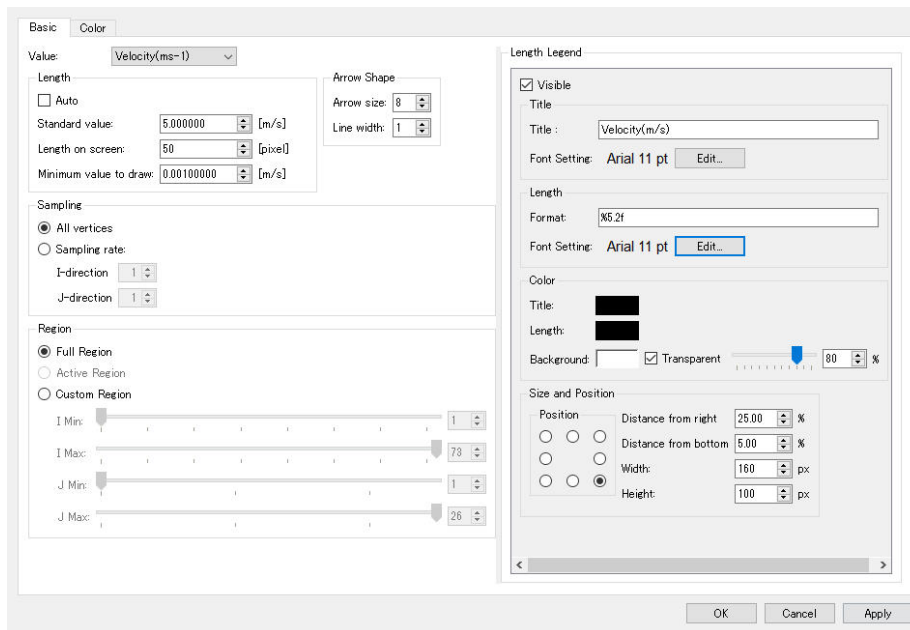 Basic Color
Value: Velocity(ms-1)
Length
Auto
Standard value: 5.000000 [m/s]
Length on screen: 50 [pixel]
Minimum value to draw: 0.00100000 [m/s]
Arrow Shape
Arrow size: 8
Line width: 1
Sampling
All vertices
Sampling rate:
I-direction 1
J-direction 1
Region
Full Region
Active Region
Custom Region
I Min: 1
I Max: 73
J Min: 1
J Max: 26
Length Legend
Visible
Title
Title : Velocity(m/s)
Font Setting: Arial 11 pt Edit...
Length
Format: %5.2f
Font Setting: Arial 11 pt Edit...
Color
Title:
Length:
Background: Transparent 80 %
Size and Position
Position
Distance from right 25.00 %
Distance from bottom 5.00 %
Width: 160 px
Height: 100 px
OK Cancel Apply